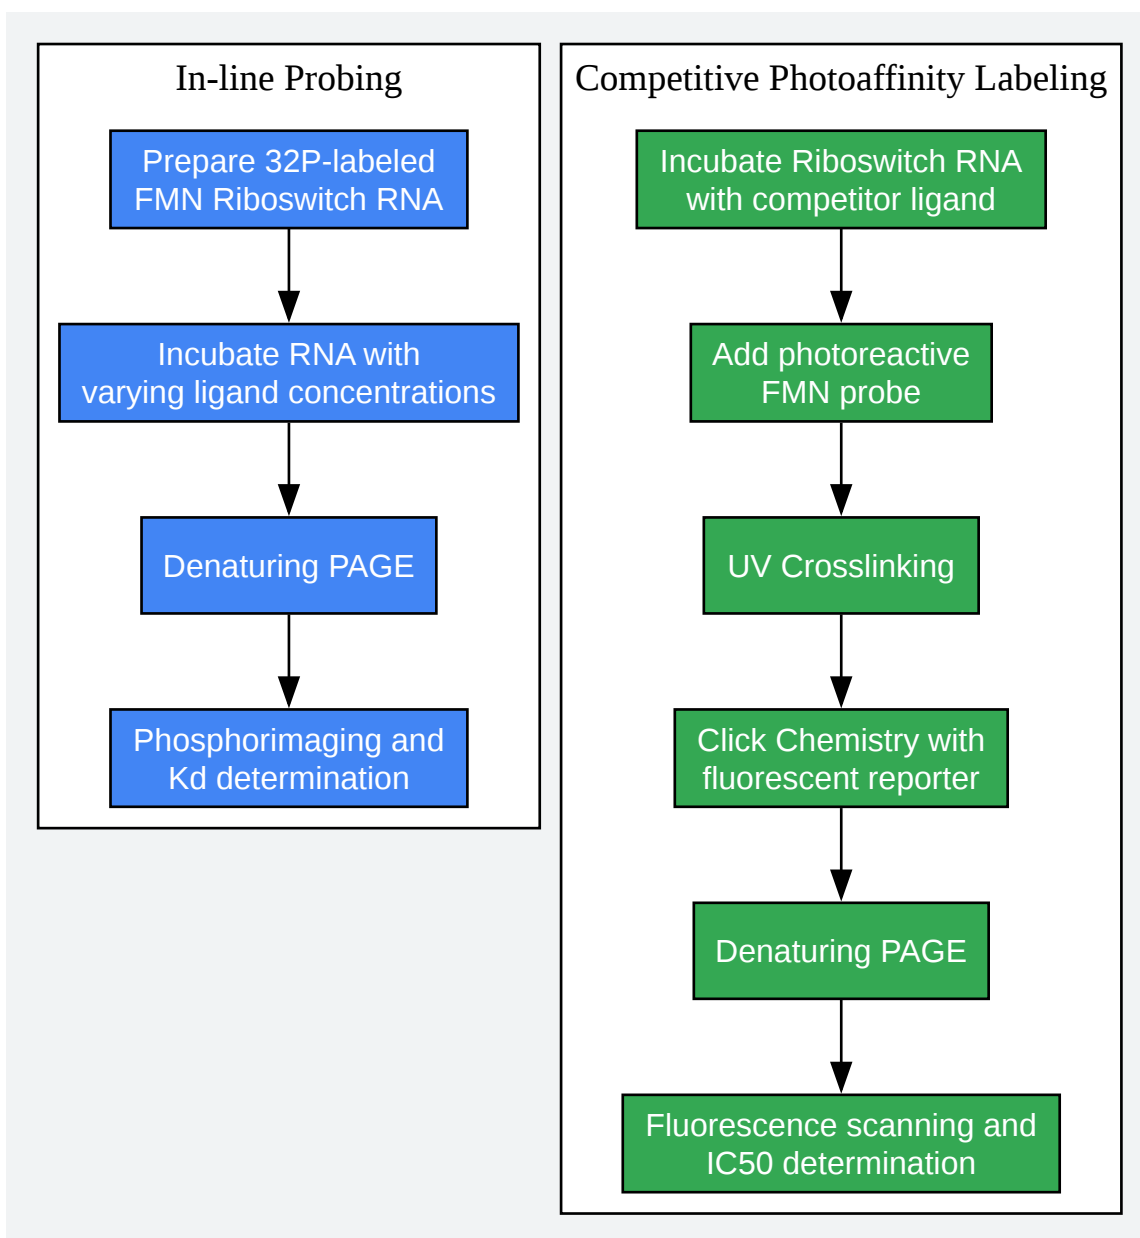 In-line Probing
Prepare 32P-labeled
FMN Riboswitch RNA
Incubate RNA with
varying ligand concentrations
Denaturing PAGE
Phosphorimaging and
Kd determination
Competitive Photoaffinity Labeling
Incubate Riboswitch RNA
with competitor ligand
Add photoreactive
FMN probe
UV Crosslinking
Click Chemistry with
fluorescent reporter
Denaturing PAGE
Fluorescence scanning and
IC50 determination